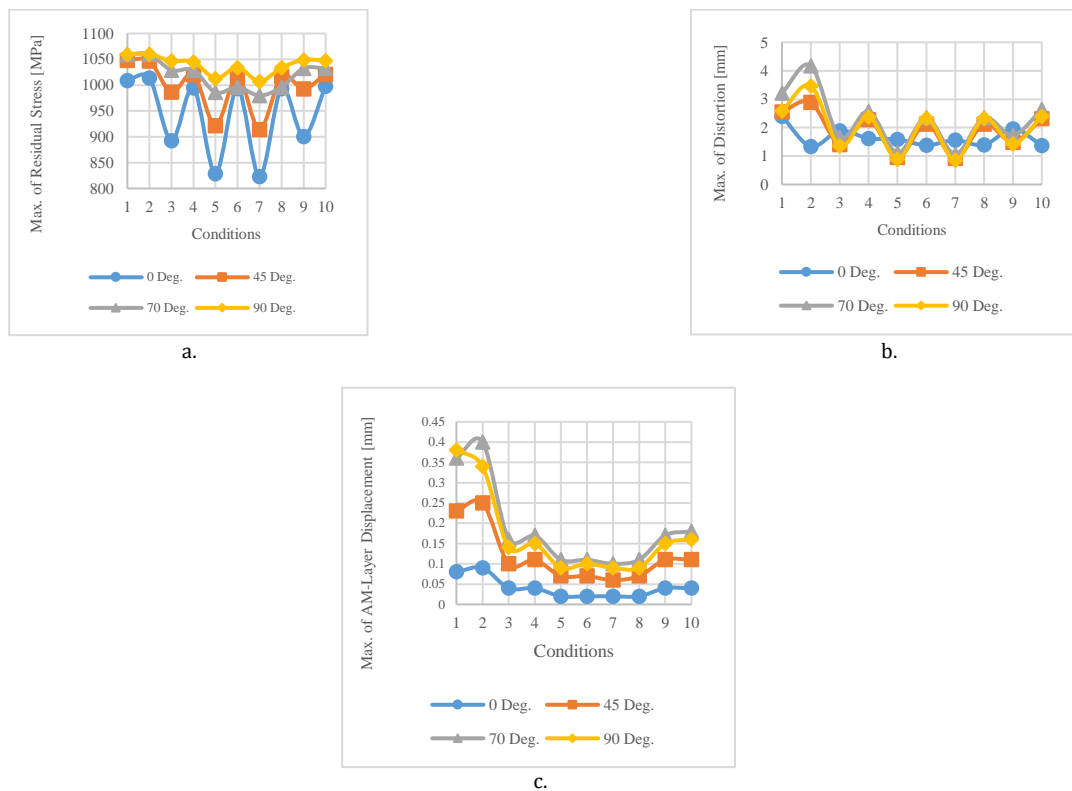 Max. of Residual Stress [MPa]
1100
1050
1000
950
900
850
800
1 2 3 4 5 6 7 8 9 10
Conditions
0 Deg. 45 Deg.
70 Deg. 90 Deg.
a.
Max. of Distortion [mm]
5
4
3
2
1
0
1 2 3 4 5 6 7 8 9 10
Conditions
0 Deg. 45 Deg.
70 Deg. 90 Deg.
b.
Max. of AM-Layer Displacement [mm]
0.45
0.4
0.35
0.3
0.25
0.2
0.15
0.1
0.05
0
1 2 3 4 5 6 7 8 9 10
Conditions
0 Deg. 45 Deg.
70 Deg. 90 Deg.
c.